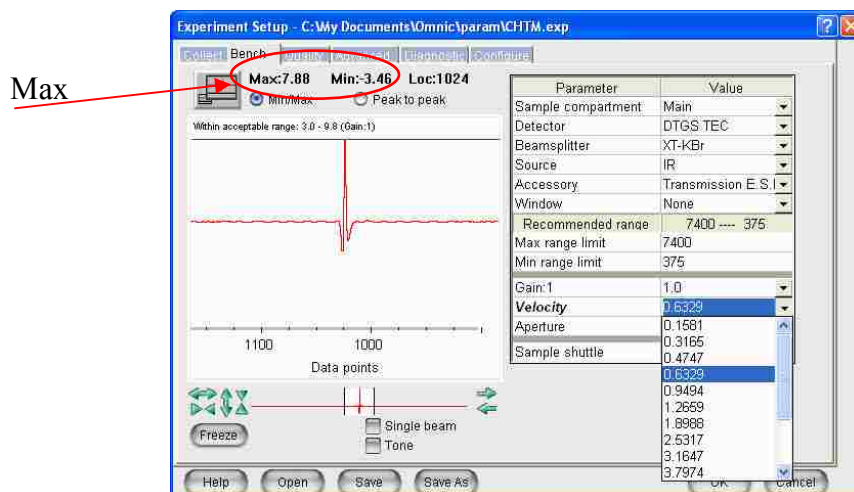 Experiment Setup - C:\My Documents\Omnic\param\CHTM.exp
Collect Bench Quality Advanced Diagnostic Configure
Max
Max:7.88 Min:-3.46 Loc:1024
Min/Max Peak to peak
Within acceptable range: 3.0 - 9.8 (Gain:1)
1100 1000
Data points
Freeze
Single beam
Tone
Parameter Value
Sample compartment Main
Detector DTGS TEC
Beamsplitter XT-KBr
Source IR
Accessory Transmission E.S.
Window None
Recommended range 7400 ---- 375
Max range limit 7400
Min range limit 375
Gain:1 1.0
Velocity 0.6329
Aperture
Sample shuttle
0.1581
0.3165
0.4747
0.6329
0.9494
1.2659
1.8988
2.5317
3.1647
3.7974
Help Open Save Save As OK Cancel